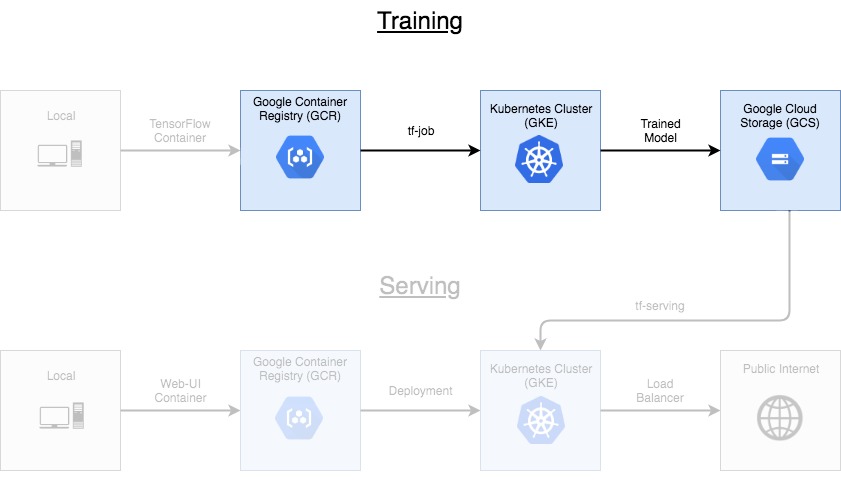 Training
Local
TensorFlow
Container
Google Container
Registry (GCR)
tf-job
Kubernetes Cluster
(GKE)
Trained
Model
Google Cloud
Storage (GCS)
Serving
tf-serving
Local
Web-UI
Container
Google Container
Registry (GCR)
Deployment
Kubernetes Cluster
(GKE)
Load
Balancer
Public Internet